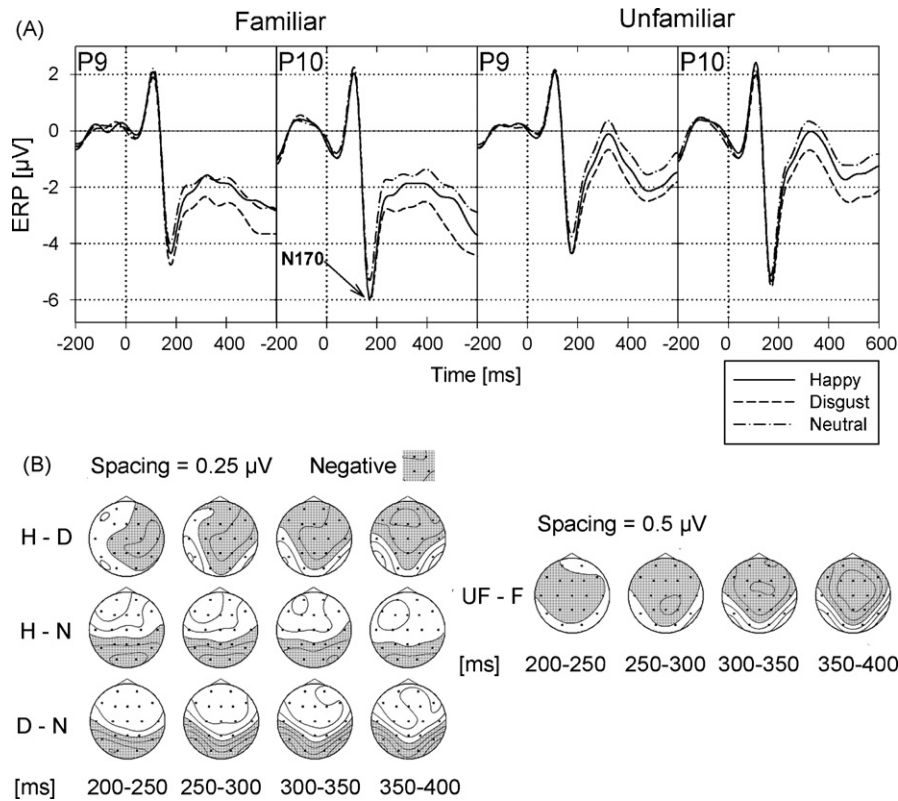 (A) Familiar Unfamiliar
P9 P10 P9 P10
2
0
-2
-4
-6
ERP [μV]
N170
-200 0 200 400 -200 0 200 400 -200 0 200 400 -200 0 200 400 600
Time [ms]
Happy
Disgust
Neutral
(B) Spacing = 0.25 μV Negative
H - D
H - N
D - N
[ms] 200-250 250-300 300-350 350-400
Spacing = 0.5 μV
UF - F
[ms] 200-250 250-300 300-350 350-400